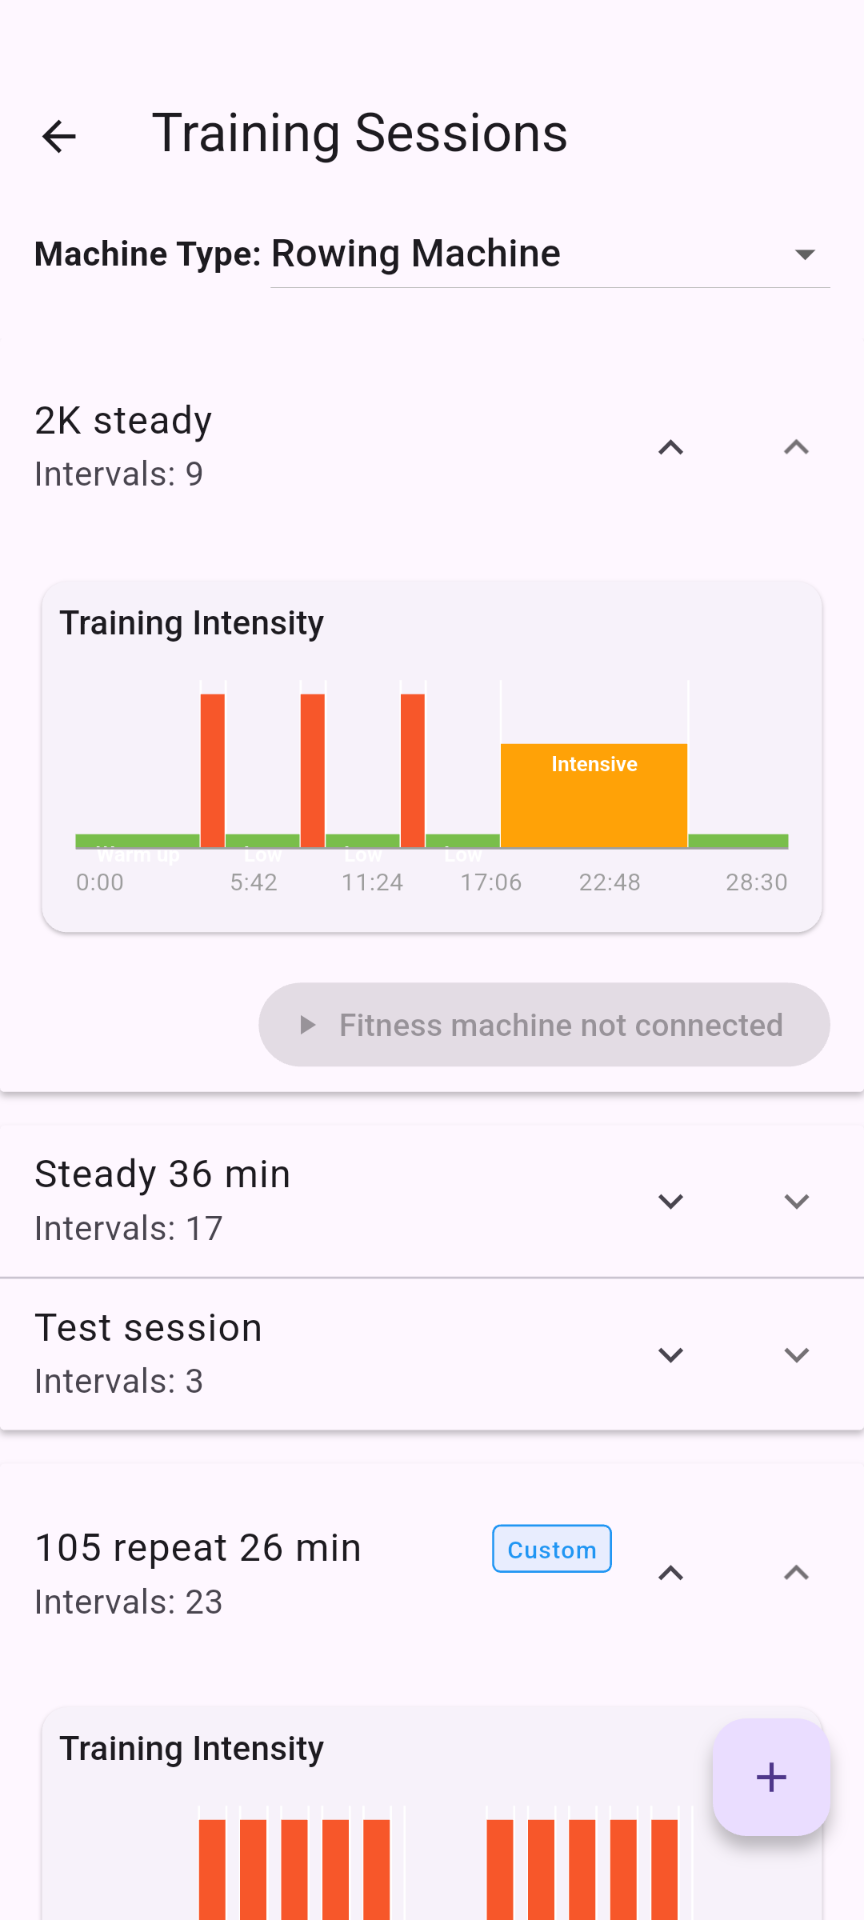 Training Sessions
Machine Type: Rowing Machine
2K steady
Intervals: 9
Training Intensity
Intensive
Warm up Low Low Low
0:00 5:42 11:24 17:06 22:48 28:30
Fitness machine not connected
Steady 36 min
Intervals: 17
Test session
Intervals: 3
105 repeat 26 min
Custom
Intervals: 23
Training Intensity